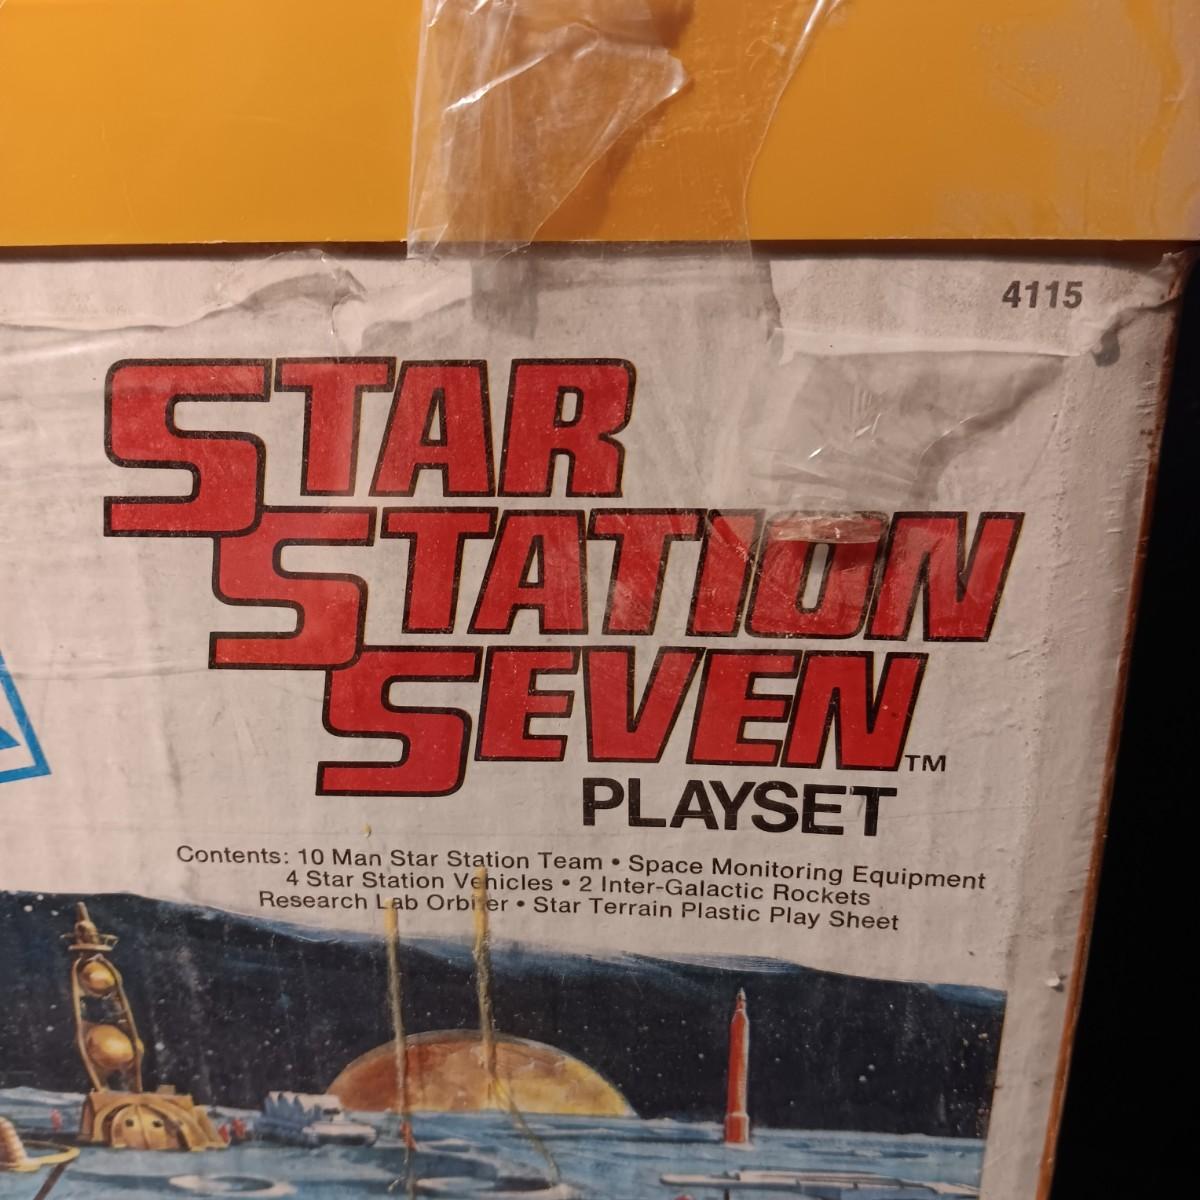 4115
STAR
STATION
SEVEN™
PLAYSET
Contents: 10 Man Star Station Team • Space Monitoring Equipment
4 Star Station Vehicles • 2 Inter-Galactic Rockets
Research Lab Orbiter • Star Terrain Plastic Play Sheet